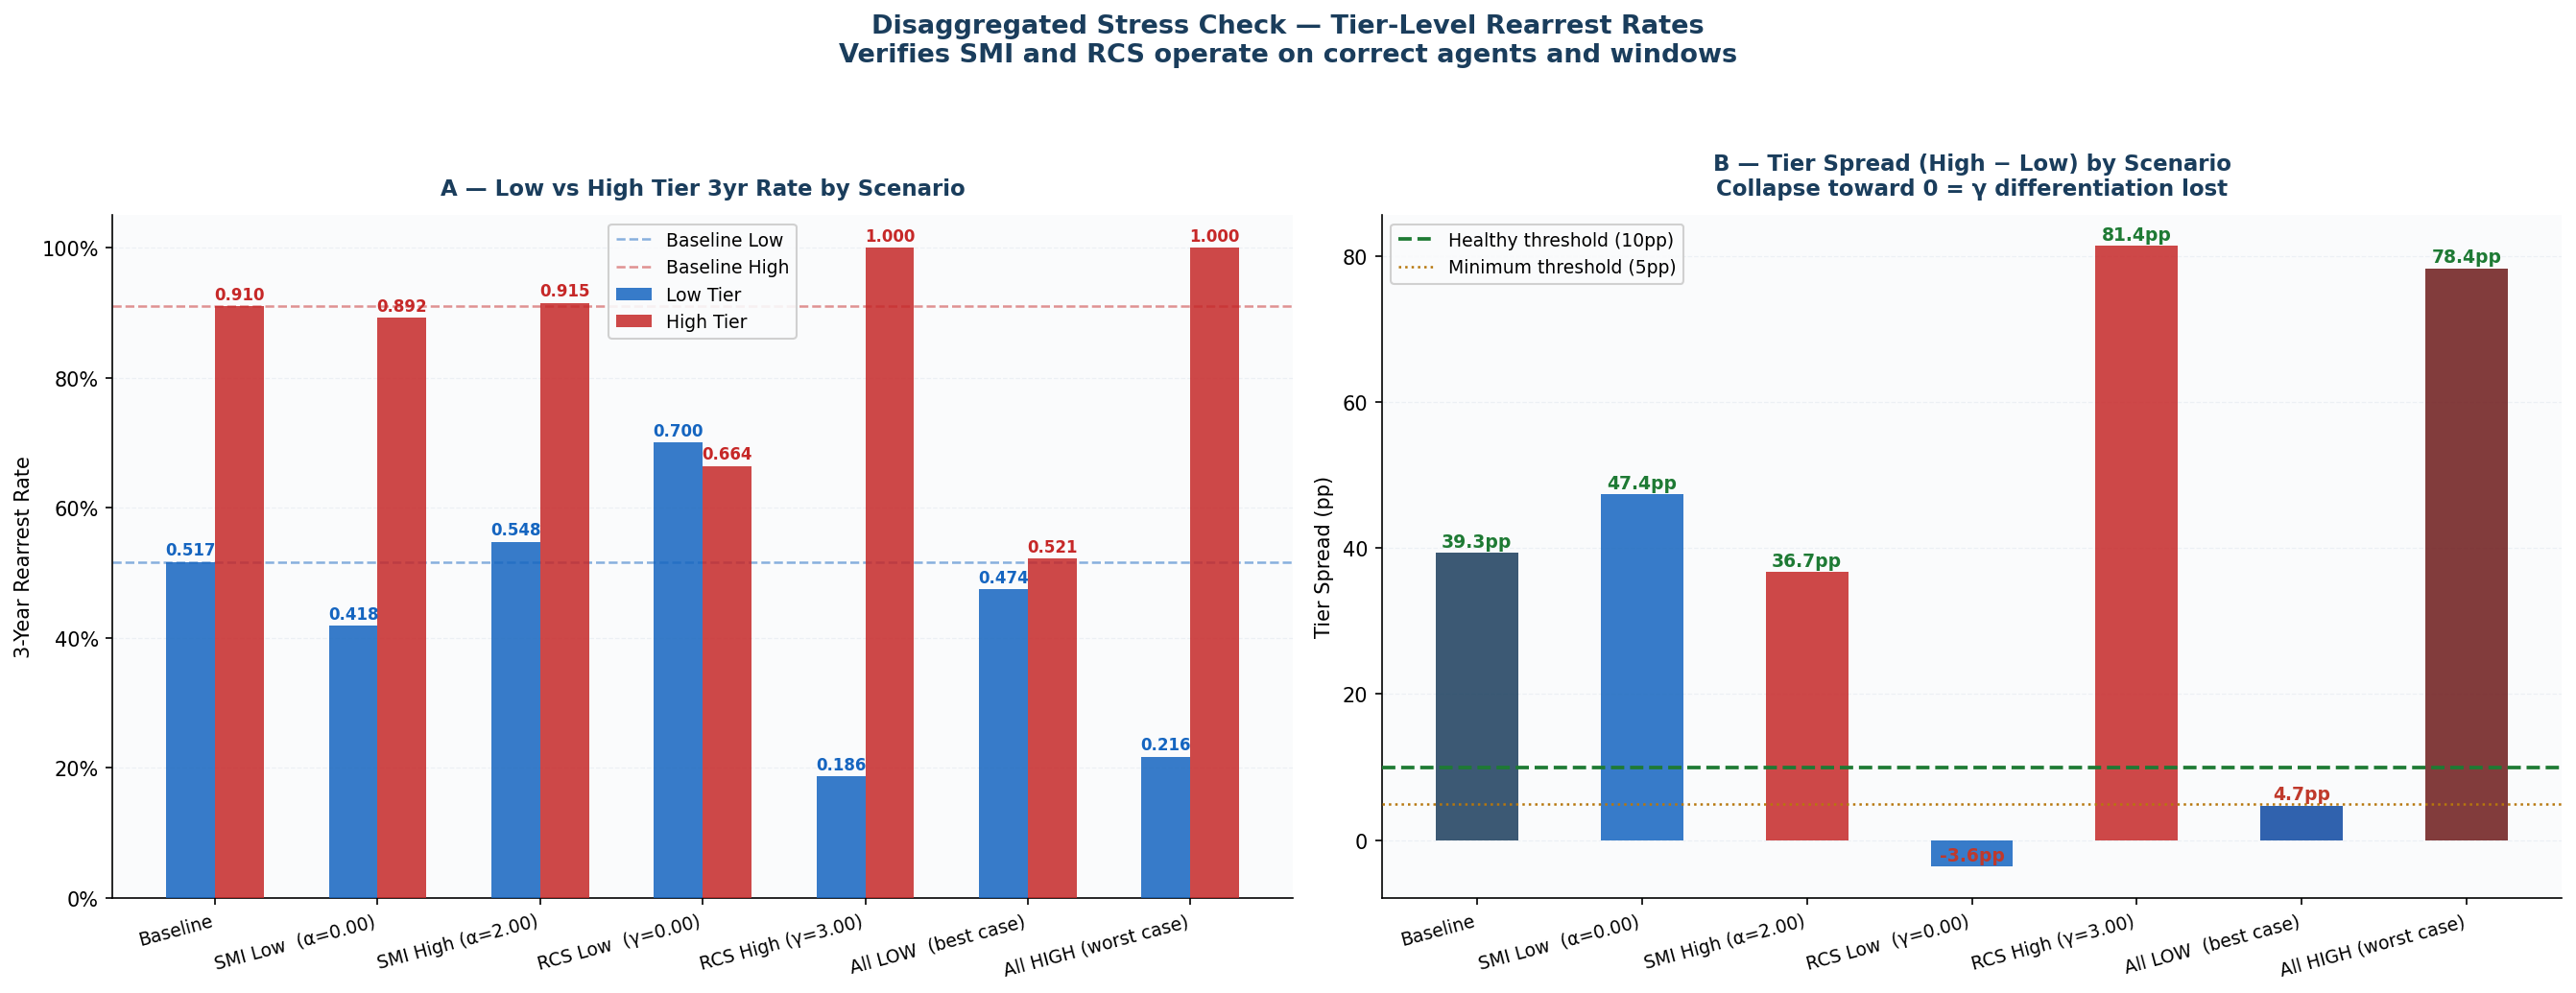 Disaggregated Stress Check — Tier-Level Rearrest Rates
Verifies SMI and RCS operate on correct agents and windows
A — Low vs High Tier 3yr Rate by Scenario
3-Year Rearrest Rate
100%
80%
60%
40%
20%
0%
Baseline Low
Baseline High
Low Tier
High Tier
0.517
0.910
0.418
0.892
0.548
0.915
0.700
0.664
0.186
1.000
0.474
0.521
0.216
1.000
Baseline
SMI Low (α=0.00)
SMI High (α=2.00)
RCS Low (γ=0.00)
RCS High (γ=3.00)
All LOW (best case)
All HIGH (worst case)
B — Tier Spread (High − Low) by Scenario
Collapse toward 0 = γ differentiation lost
Tier Spread (pp)
80
60
40
20
0
Healthy threshold (10pp)
Minimum threshold (5pp)
39.3pp
47.4pp
36.7pp
-3.6pp
81.4pp
4.7pp
78.4pp
Baseline
SMI Low (α=0.00)
SMI High (α=2.00)
RCS Low (γ=0.00)
RCS High (γ=3.00)
All LOW (best case)
All HIGH (worst case)